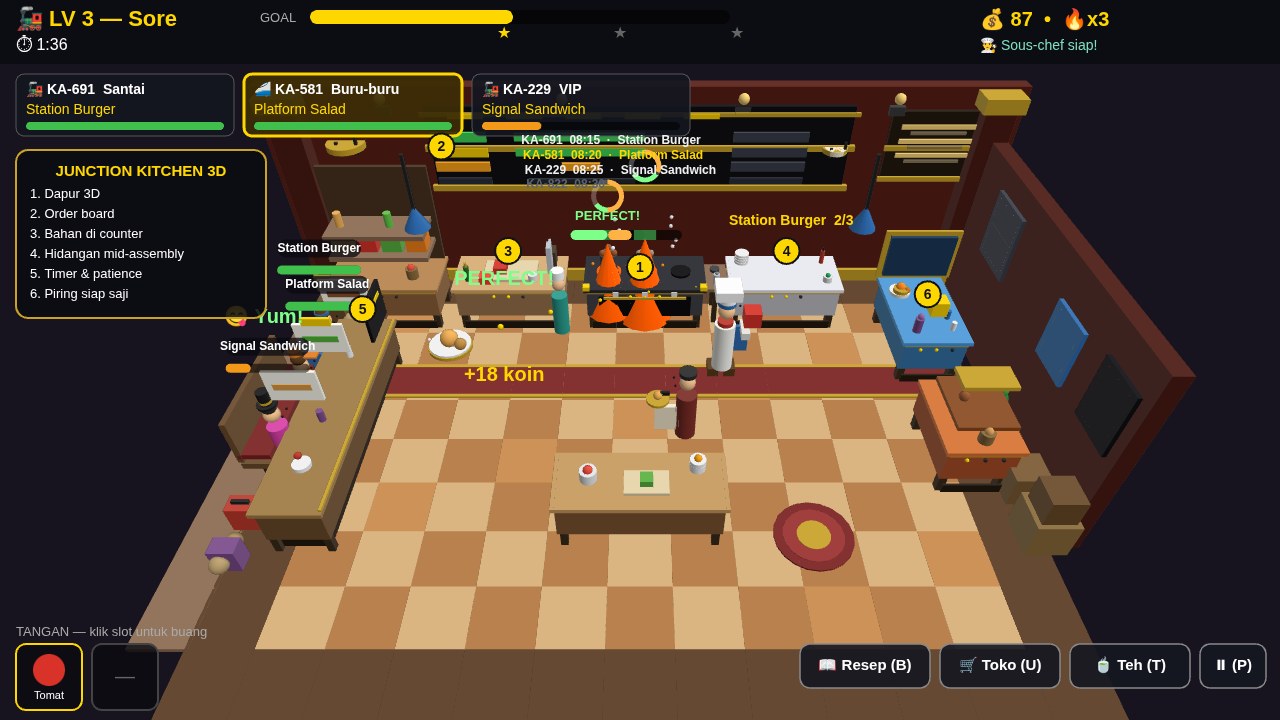 LV 3 — Sore
1:36
GOAL
87 • x3
Sous-chef siap!
KA-691 Santai
Station Burger
KA-581 Buru-buru
Platform Salad
KA-229 VIP
Signal Sandwich
KA-691 08:15 · Station Burger
KA-581 08:20 · Platform Salad
KA-229 08:25 · Signal Sandwich
JUNCTION KITCHEN 3D
1. Dapur 3D
2. Order board
3. Bahan di counter
4. Hidangan mid-assembly
5. Timer & patience
6. Piring siap saji
2
PERFECT!
Station Burger 2/3
Station Burger
3
1
4
PERFECT!
Platform Salad
6
5
Yum!
Signal Sandwich
+18 koin
TANGAN — klik slot untuk buang
Tomat
—
Resep (B)
Toko (U)
Teh (T)
(P)